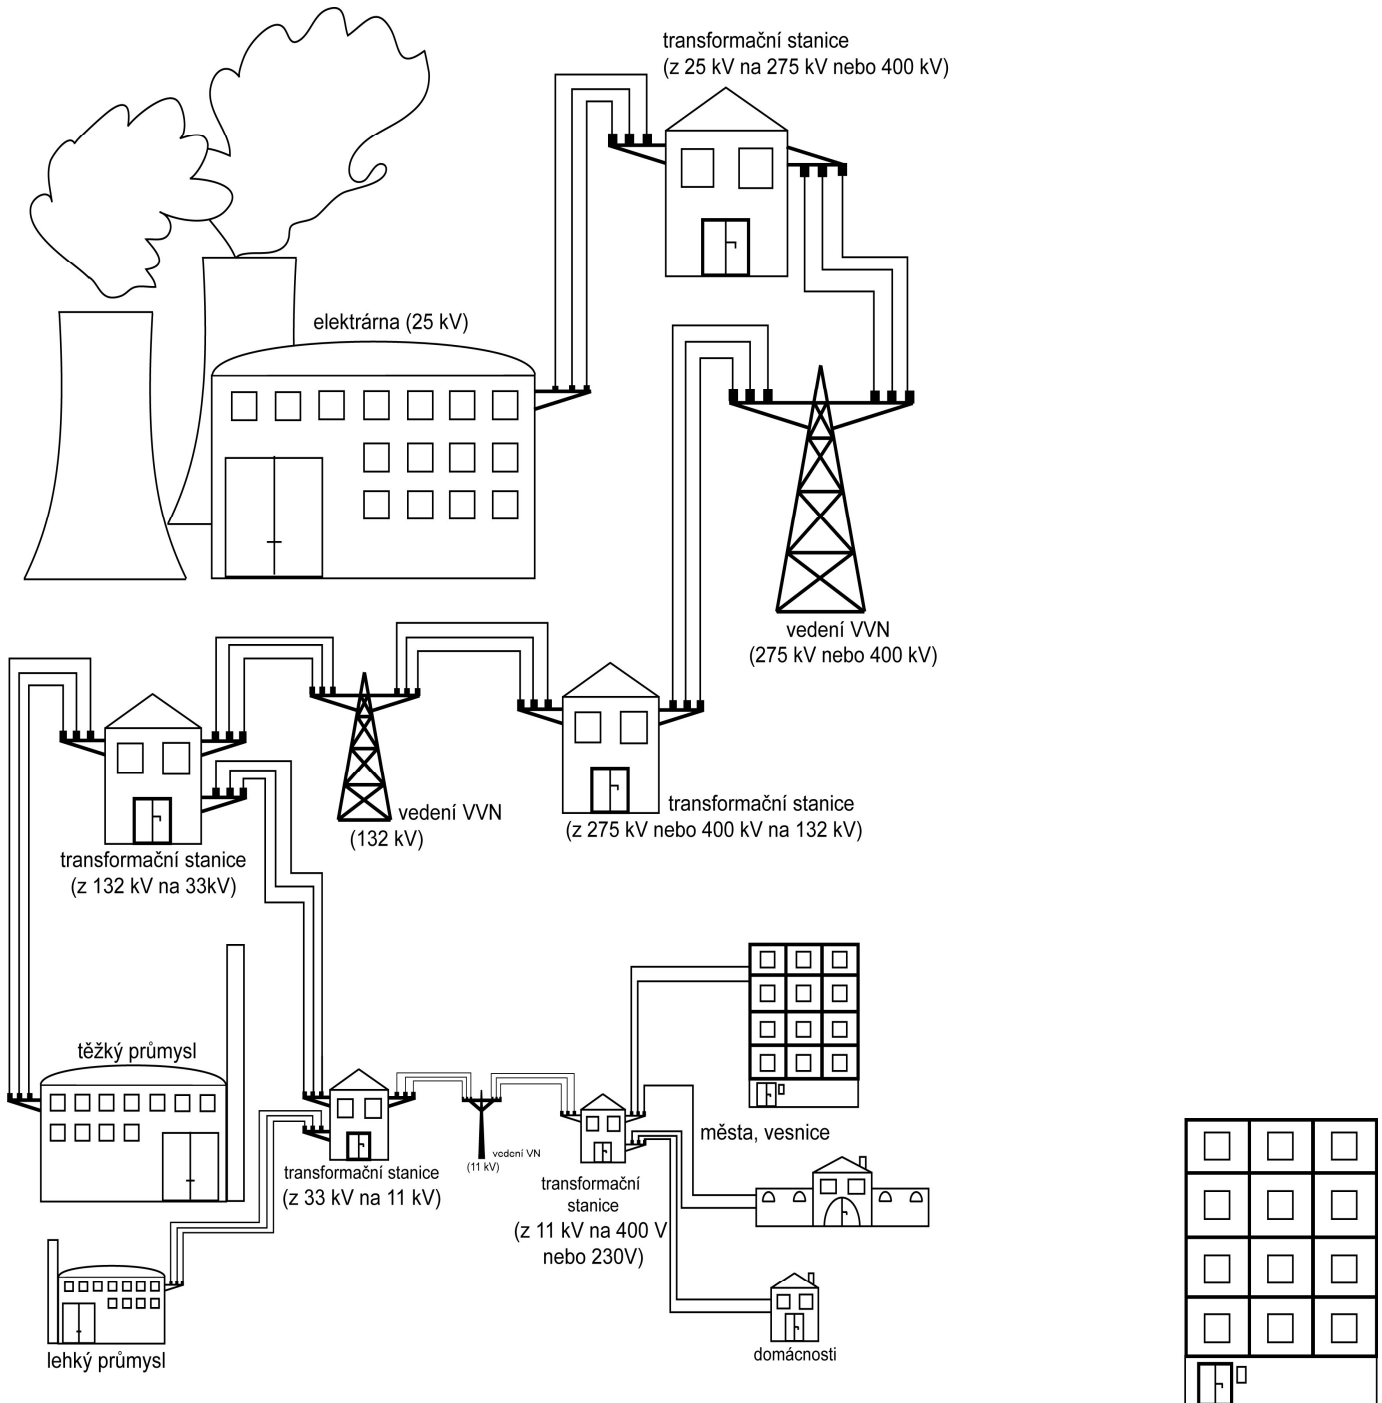 transformační stanice
(z 25 kV na 275 kV nebo 400 kV)
elektrárna (25 kV)
vedení VVN
(275 kV nebo 400 kV)
transformační stanice
(z 275 kV nebo 400 kV na 132 kV)
vedení VVN
(132 kV)
transformační stanice
(z 132 kV na 33kV)
těžký průmysl
transformační stanice
(z 33 kV na 11 kV)
vedení VN
(11 kV)
transformační
stanice
(z 11 kV na 400 V
nebo 230V)
města, vesnice
domácnosti
lehký průmysl